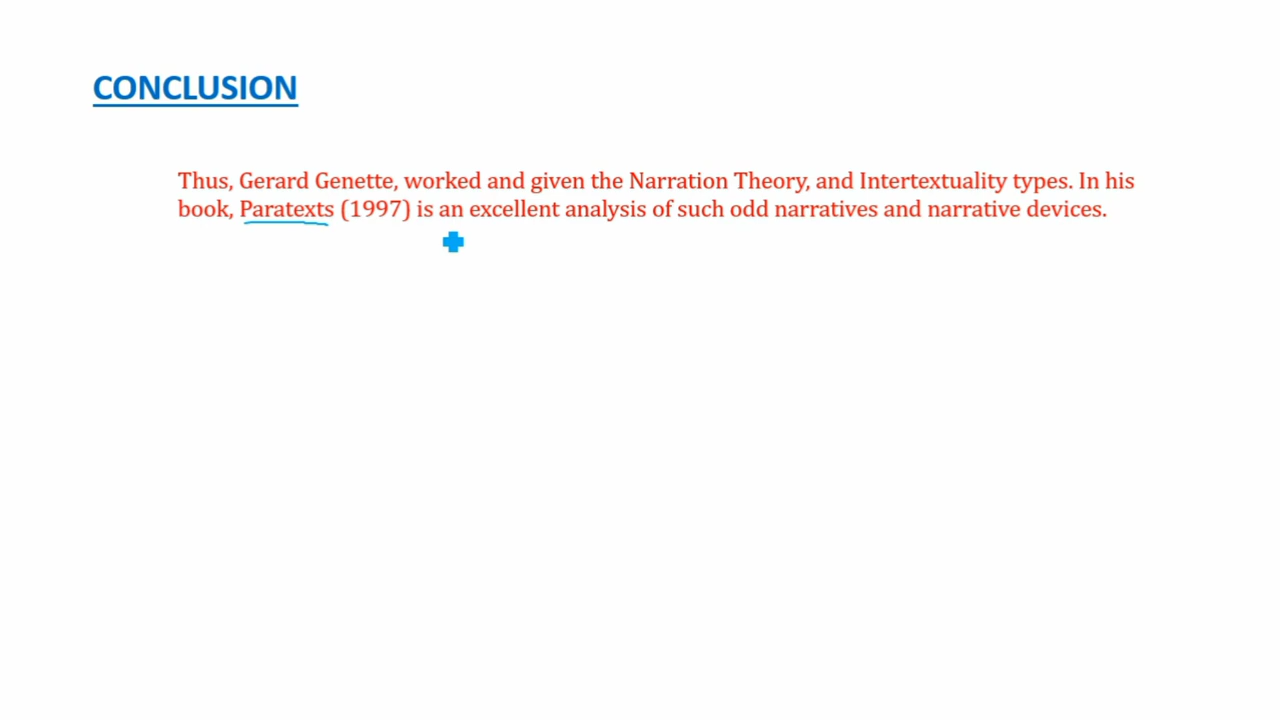 CONCLUSION
Thus, Gerard Genette, worked and given the Narration Theory, and Intertextuality types. In his
book, Paratexts (1997) is an excellent analysis of such odd narratives and narrative devices.